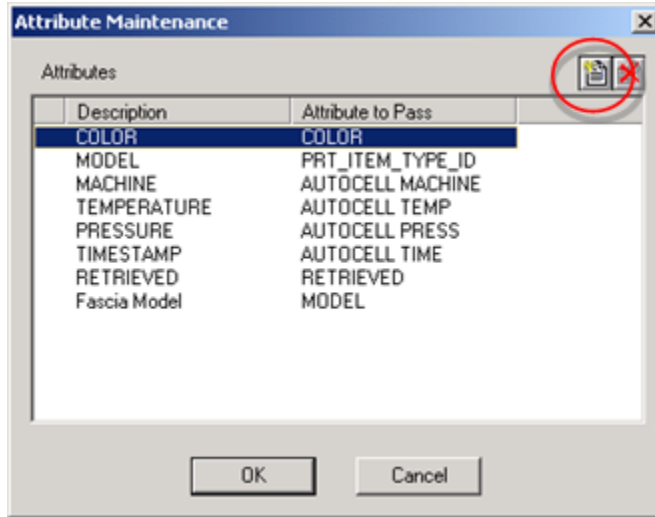 Attribute Maintenance
Attributes
Description Attribute to Pass
COLOR COLOR
MODEL PRT_ITEM_TYPE_ID
MACHINE AUTOCELL MACHINE
TEMPERATURE AUTOCELL TEMP
PRESSURE AUTOCELL PRESS
TIMESTAMP AUTOCELL TIME
RETRIEVED RETRIEVED
Fascia Model MODEL
OK Cancel